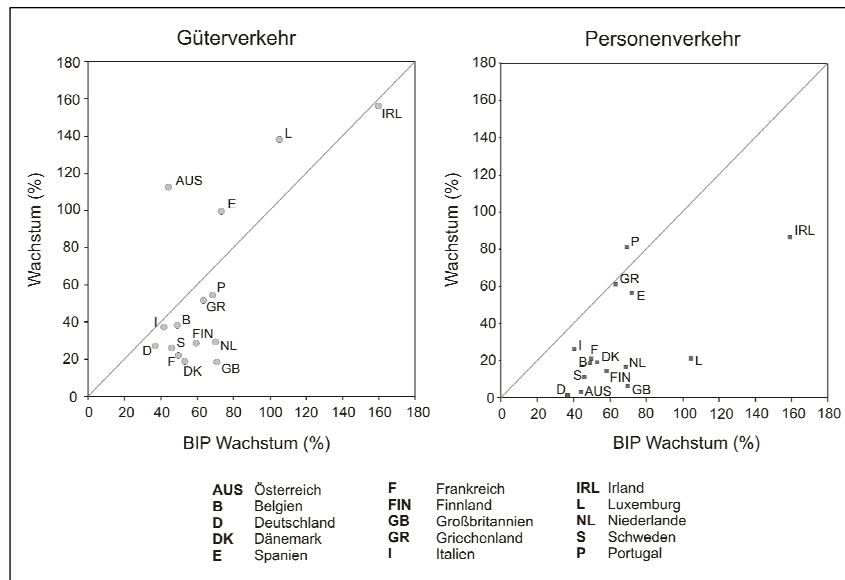 Güterverkehr
Wachstum (%)
180
160
140
120
100
80
60
40
20
0
IRL
L
AUS
E
P
GR
I
B
FIN
NL
D
S
F
DK
GB
0 20 40 60 80 100 120 140 160 180
BIP Wachstum (%)
Personenverkehr
Wachstum (%)
180
160
140
120
100
80
60
40
20
0
IRL
P
GR
E
I
F
B
DK
NL
L
S
FIN
D
AUS
GB
0 20 40 60 80 100 120 140 160 180
BIP Wachstum (%)
AUS Österreich
B Belgien
D Deutschland
DK Dänemark
E Spanien
F Frankreich
FIN Finnland
GB Großbritannien
GR Griechenland
I Italien
IRL Irland
L Luxemburg
NL Niederlande
S Schweden
P Portugal